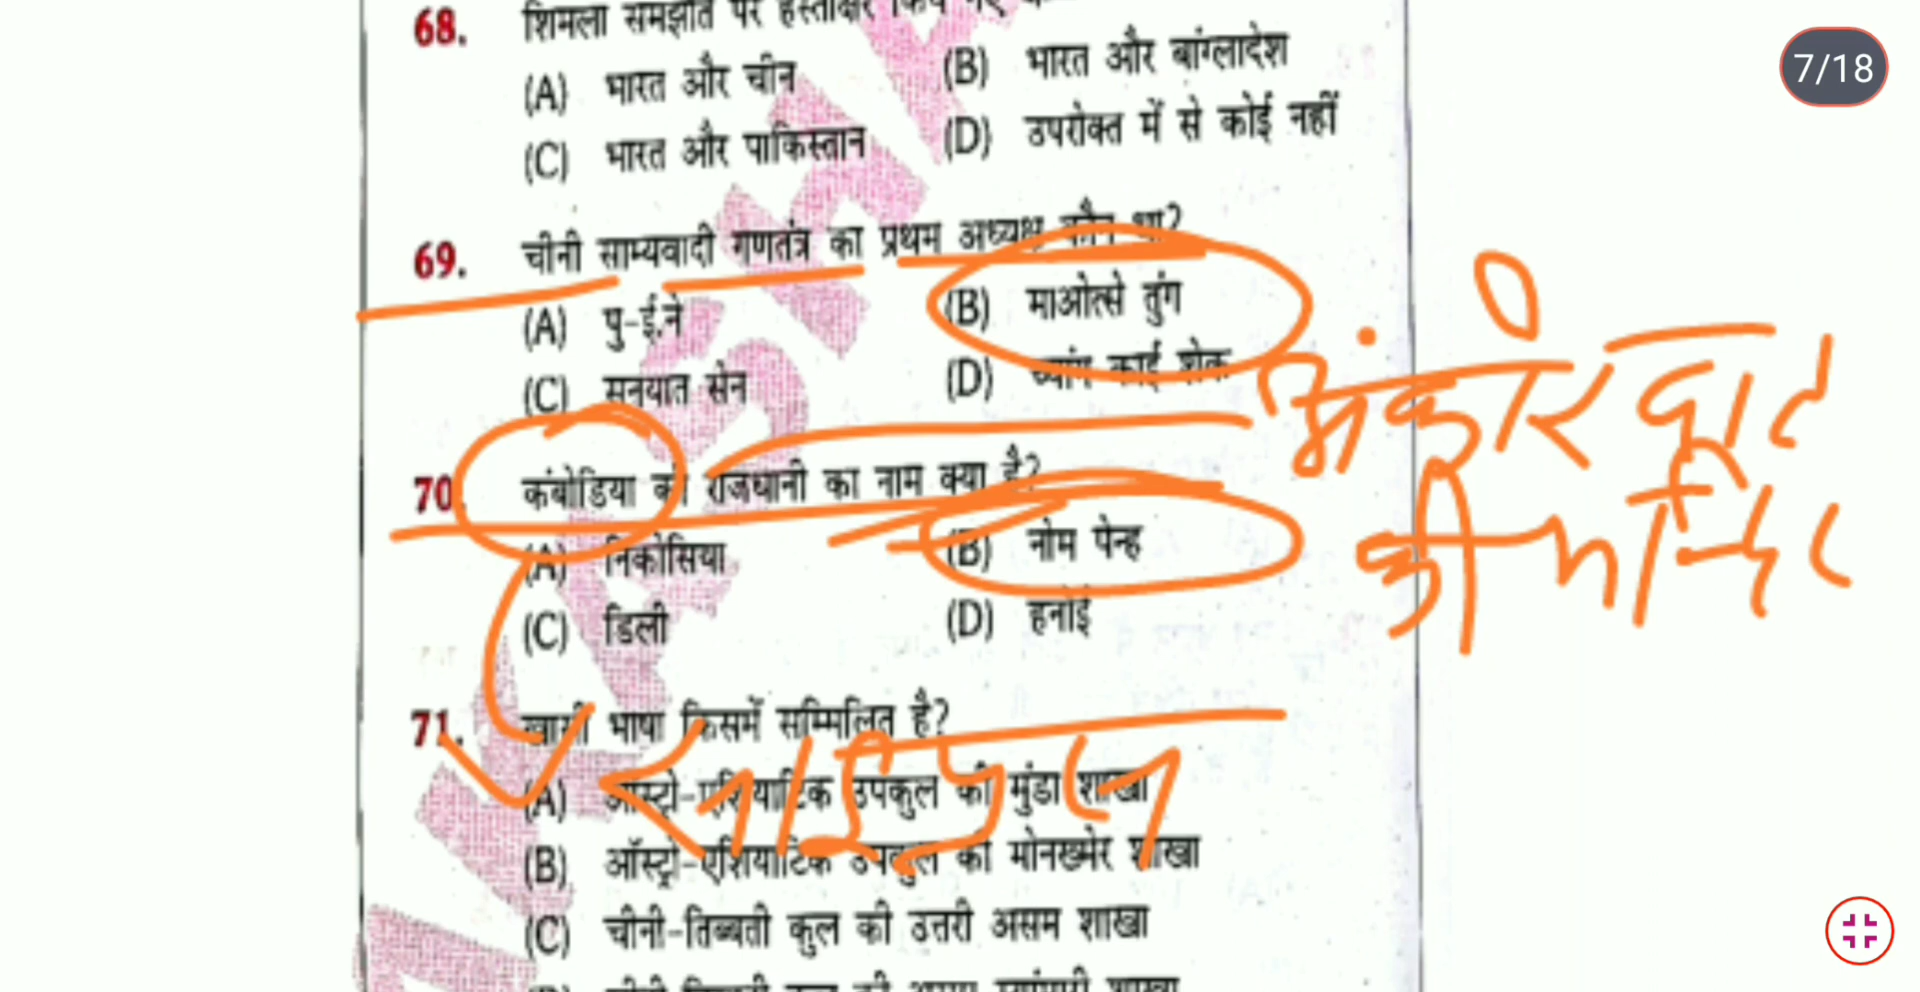 7/18
68. शिमला समझौते पर हस्ताक्षर किये गए
(A) भारत और चीन (B) भारत और बांग्लादेश
(C) भारत और पाकिस्तान (D) उपरोक्त में से कोई नहीं
69. चीनी साम्यवादी गणतंत्र का प्रथम अध्यक्ष कौन था?
(A) पु-ई.ने (B) माओत्से तुंग
(C) सनयात सेन (D) च्यांग काई शेक
70. कंबोडिया की राजधानी का नाम क्या है?
(A) निकोसिया (B) नोम पेन्ह
(C) डिली (D) हनोई
71. खासी भाषा किसमें सम्मिलित है?
(A) ऑस्ट्रो-एशियाटिक उपकुल की मुंडा शाखा
(B) ऑस्ट्रो-एशियाटिक उपकुल की मोनख्मेर शाखा
(C) चीनी-तिब्बती कुल की उत्तरी असम शाखा